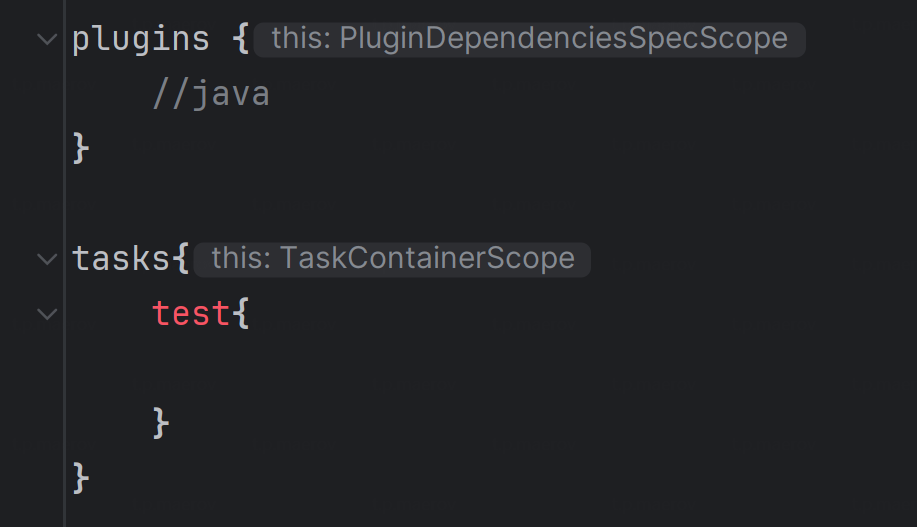 plugins { this: PluginDependenciesSpecScope
//java
}
tasks{ this: TaskContainerScope
test{
}
}